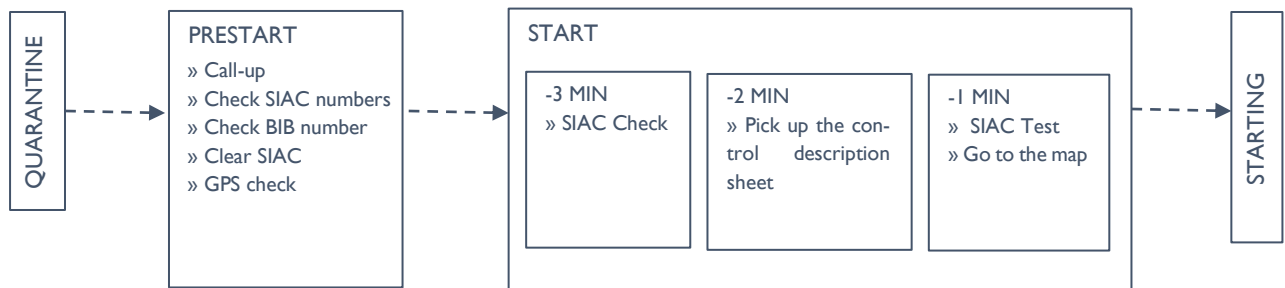 QUARANTINE
PRESTART
» Call-up
» Check SIAC numbers
» Check BIB number
» Clear SIAC
» GPS check
START
-3 MIN
» SIAC Check
-2 MIN
» Pick up the con-
trol description
sheet
-1 MIN
» SIAC Test
» Go to the map
STARTING